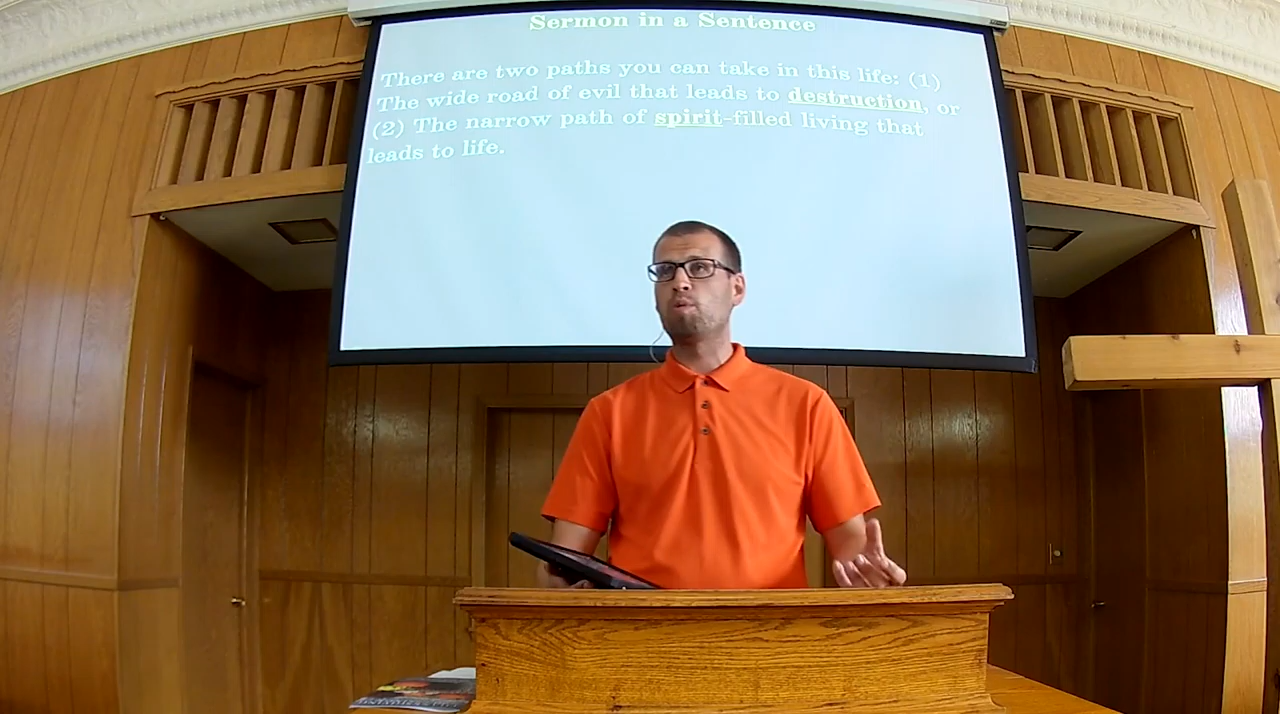 Sermon in a Sentence
There are two paths you can take in this life: (1)
The wide road of evil that leads to destruction, or
(2) The narrow path of spirit-filled living that
leads to life.